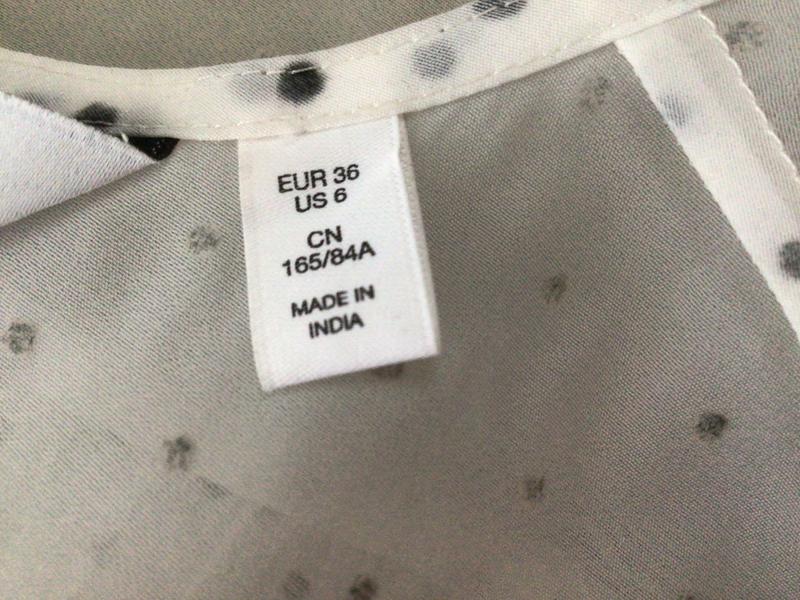 EUR 36
US 6
CN
165/84A
MADE IN
INDIA